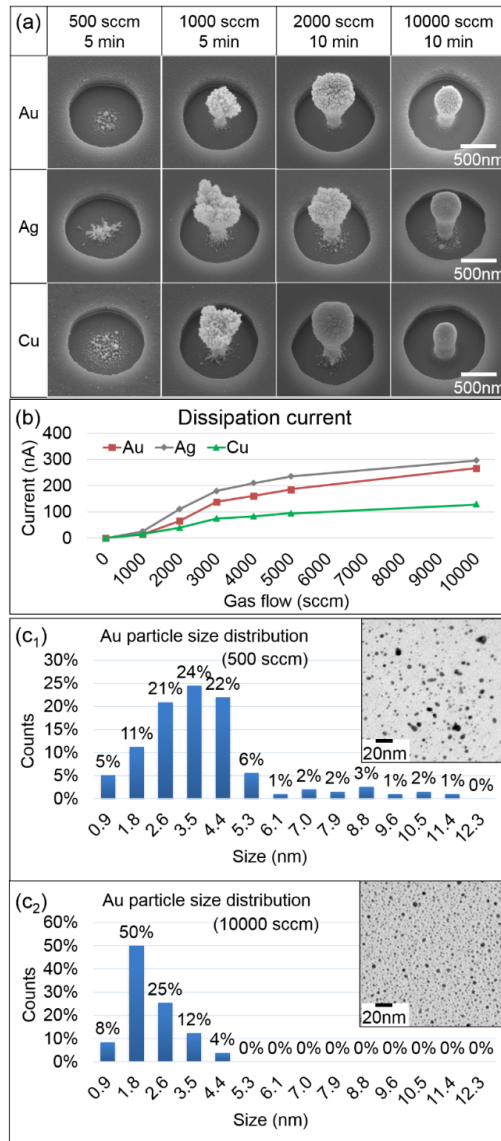 (a) 500 sccm 1000 sccm 2000 sccm 10000 sccm
5 min 5 min 10 min 10 min
Au
500nm
Ag
500nm
Cu
500nm
(b) Dissipation current
Au Ag Cu
Current (nA)
400
300
200
100
0
0 1000 2000 3000 4000 5000 6000 7000 8000 9000 10000
Gas flow (sccm)
(c₁) Au particle size distribution
(500 sccm)
Counts
30%
25%
20%
15%
10%
5%
0%
5% 11% 21% 24% 22% 6% 1% 2% 2% 3% 1% 2% 1% 0%
0.9 1.8 2.6 3.5 4.4 5.3 6.1 7.0 7.9 8.8 9.6 10.5 11.4 12.3
Size (nm)
20nm
(c₂) Au particle size distribution
(10000 sccm)
Counts
60%
50%
40%
30%
20%
10%
0%
8% 50% 25% 12% 4% 0% 0% 0% 0% 0% 0% 0% 0% 0%
0.9 1.8 2.6 3.5 4.4 5.3 6.1 7.0 7.9 8.8 9.6 10.5 11.4 12.3
Size (nm)
20nm